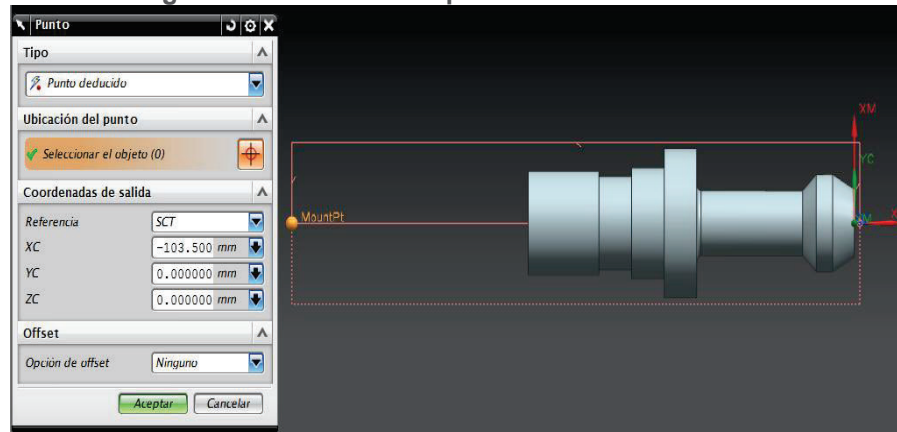 Punto
Tipo
Punto deducido
Ubicación del punto
Seleccionar el objeto (0)
Coordenadas de salida
Referencia SCT
XC -103.500 mm
YC 0.000000 mm
ZC 0.000000 mm
Offset
Opción de offset Ninguno
Aceptar Cancelar
XM
YC
MountPt